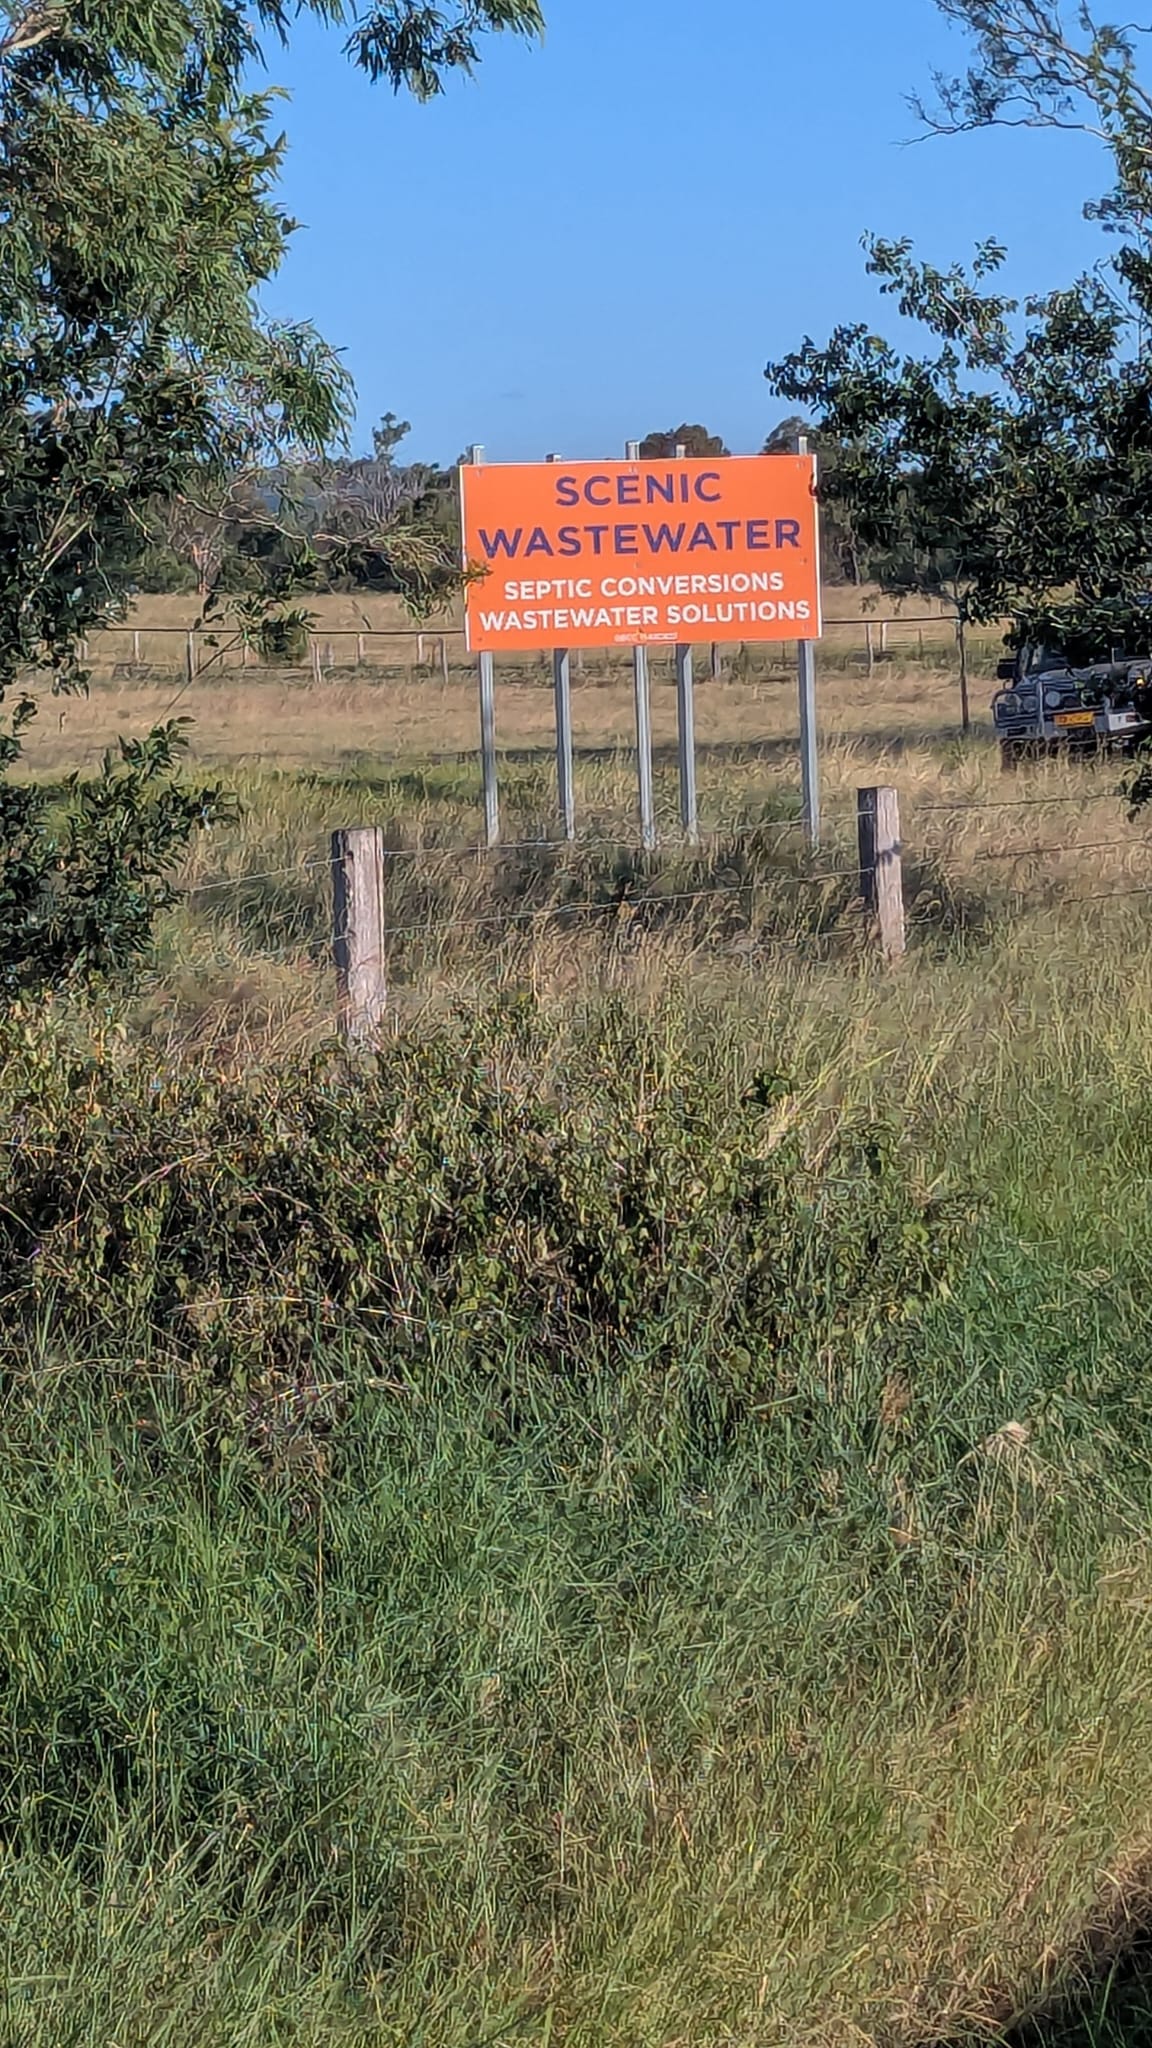 SCENIC
WASTEWATER
SEPTIC CONVERSIONS
WASTEWATER SOLUTIONS